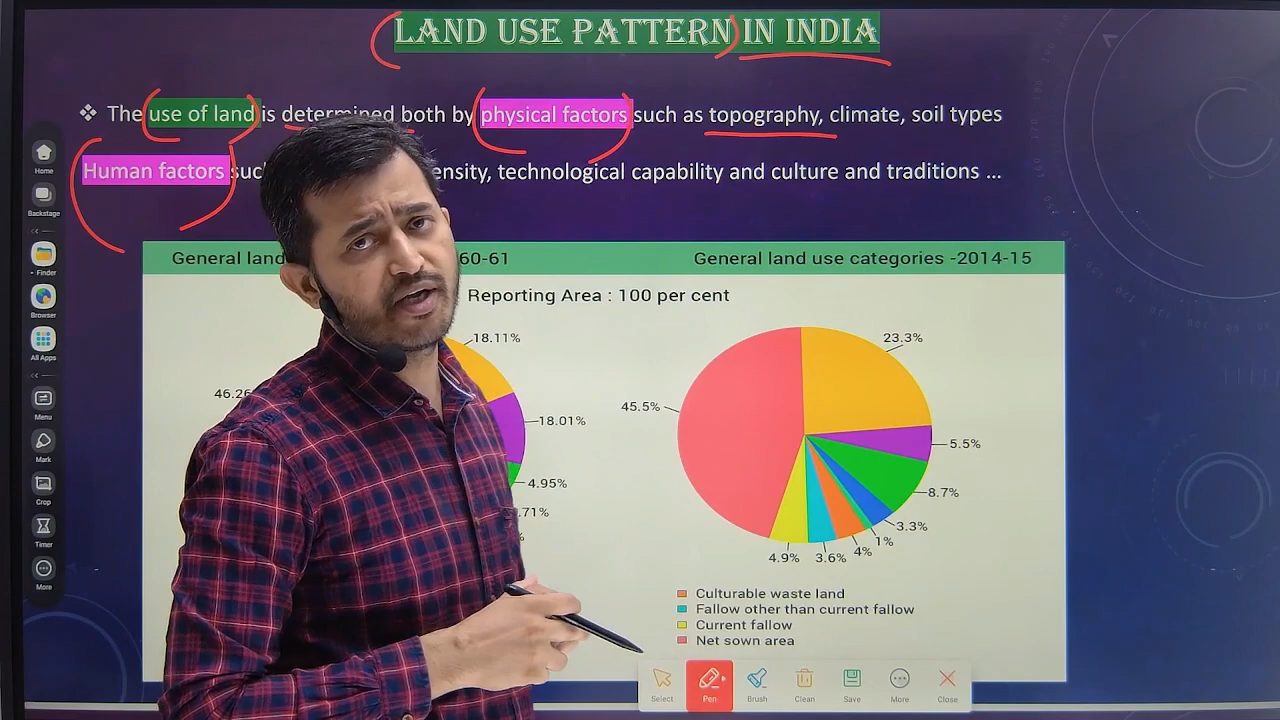 LAND USE PATTERN IN INDIA
❖ The use of land is determined both by physical factors such as topography, climate, soil types
Human factors ensity, technological capability and culture and traditions ...
General land 60-61
General land use categories -2014-15
Reporting Area : 100 per cent
18.11%
46.26
18.01%
4.95%
.71%
%
23.3%
45.5%
5.5%
8.7%
3.3%
1%
4%
3.6%
4.9%
Culturable waste land
Fallow other than current fallow
Current fallow
Net sown area
Home
Backstage
Finder
Browser
All Apps
Menu
Mark
Crop
Timer
More
Select
Pen
Brush
Clean
Save
More
Close